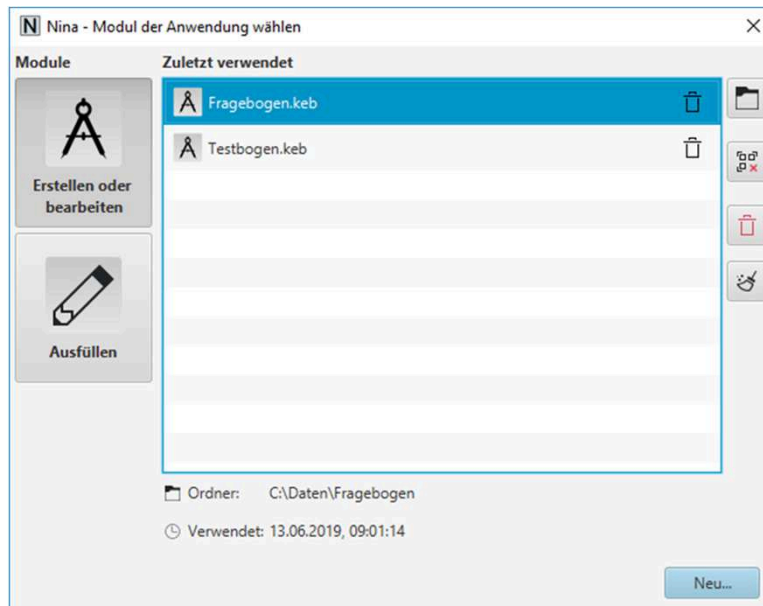 N Nina - Modul der Anwendung wählen
Module
Zuletzt verwendet
Erstellen oder
bearbeiten
Ausfüllen
Fragebogen.keb
Testbogen.keb
Ordner: C:\Daten\Fragebogen
Verwendet: 13.06.2019, 09:01:14
Neu...